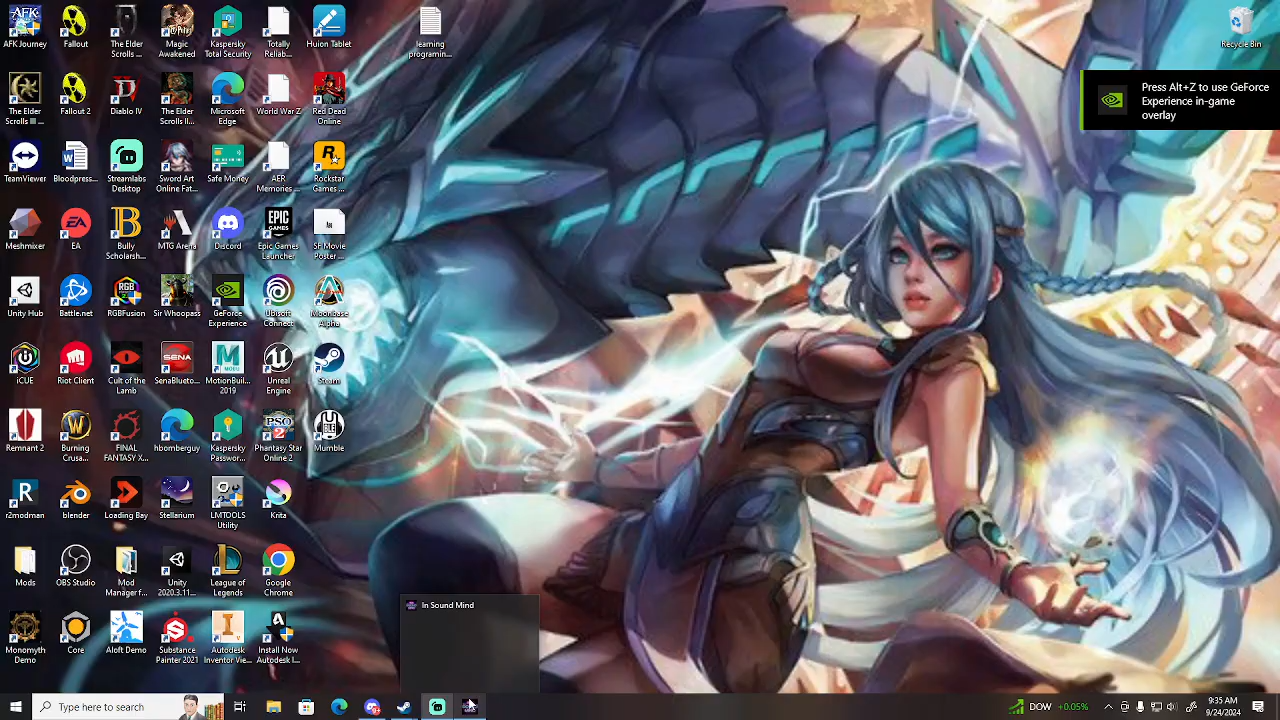 AFK Journey
Fallout
The Elder
Scrolls
Magic
Awakened
Kaspersky
Total Security
Totally
Reliab...
Huion Tablet
learning
programin...
Recycle Bin
Press Alt+Z to use GeForce
Experience in-game
overlay
The Elder
Scrolls III
Fallout 2
Diablo IV
The Elder
Scrolls II...
Microsoft
Edge
World War Z
Red Dead
Online
TeamViewer
Bloodpress...
Streamlabs
Desktop
Sword Art
Online Fat...
Safe Money
AER
Memories...
Rockstar
Games ...
Meshmixer
EA
Bully
Scholarsh...
MTG Arena
Discord
Epic Games
Launcher
SF Movie
Poster ...
Unity Hub
Battle.net
RGBFusion
Sir Whoopass
GeForce
Experience
Ubisoft
Connect
Moonbase
Alpha
iCUE
Riot Client
Cult of the
Lamb
SenaBlueto...
MotionBuil...
2019
Unreal
Engine
Steam
Remnant 2
Burning
Crusa...
FINAL
FANTASY X...
hbomberguy
Kaspersky
Passwor...
Phantasy Star
Online 2
Mumble
r2modman
blender
Loading Bay
Stellarium
DAEMON...
Krita
Mods
OBS Studio
Mod
Manager f...
Unity
2020.3.11...
League of
Legends
Google
Chrome
Monomyth
Demo
Core
Aloft Demo
Substance
Painter 2021
Autodesk
Inventor Vie...
Install Now
Autodesk I...
In Sound Mind
Type here to search
DOW +0.05%
9:35 AM
9/24/2024